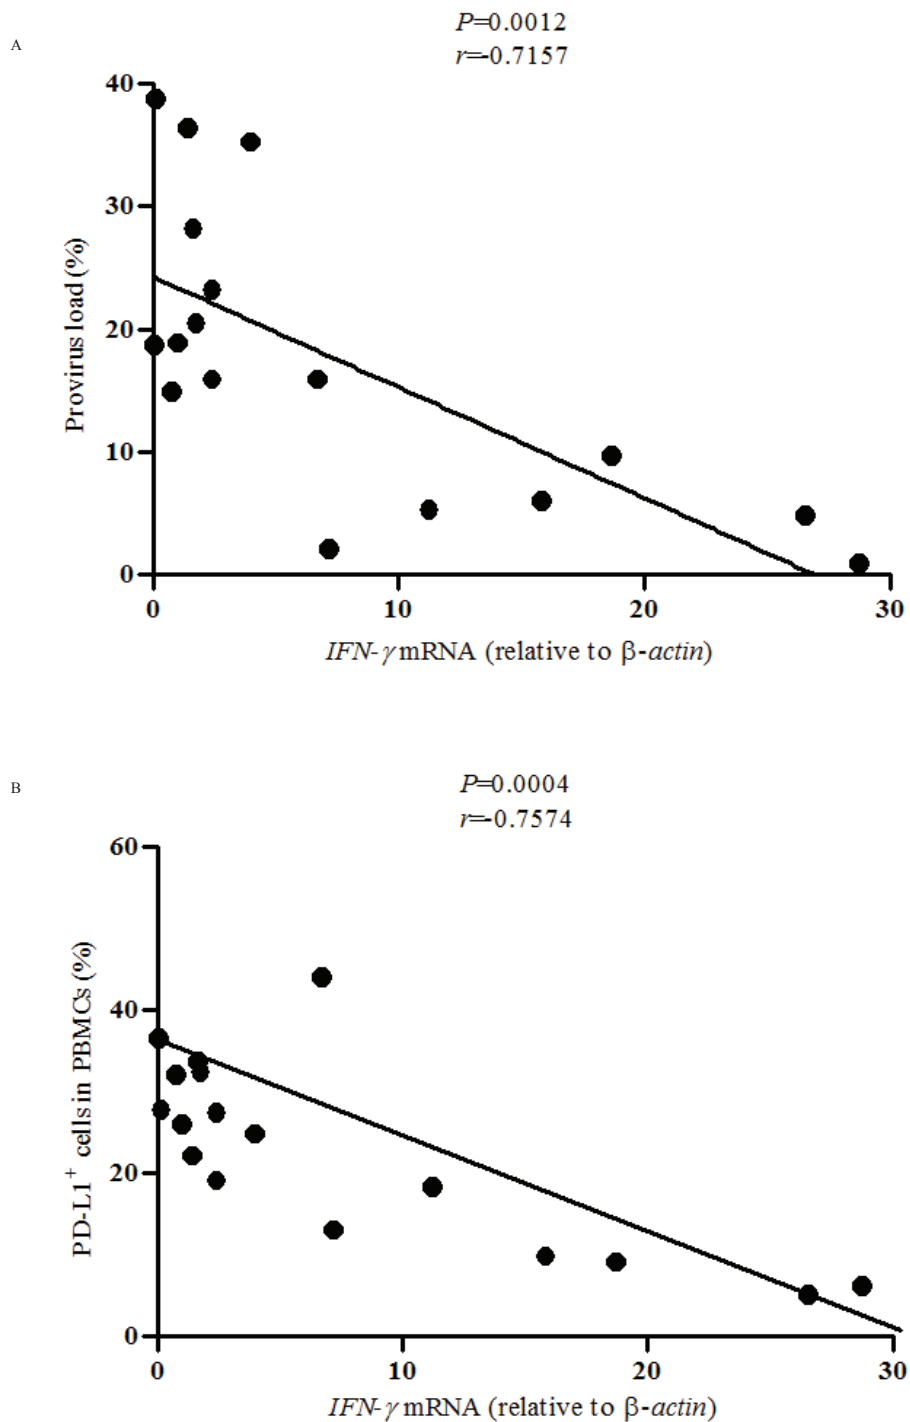 A
P=0.0012
r=-0.7157
40
30
20
10
0
Provirus load (%)
0 10 20 30
IFN-γ mRNA (relative to β-actin)
B
P=0.0004
r=-0.7574
60
40
20
0
PD-L1⁺ cells in PBMCs (%)
0 10 20 30
IFN-γ mRNA (relative to β-actin)